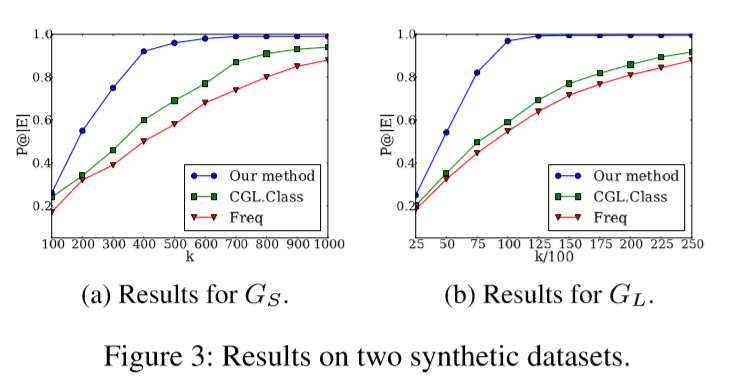 P@|E|
1.0
0.8
0.6
0.4
0.2
Our method
CGL.Class
Freq
100 200 300 400 500 600 700 800 900 1000
k
(a) Results for G_S.
P@|E|
1.0
0.8
0.6
0.4
0.2
Our method
CGL.Class
Freq
25 50 75 100 125 150 175 200 225 250
k/100
(b) Results for G_L.
Figure 3: Results on two synthetic datasets.